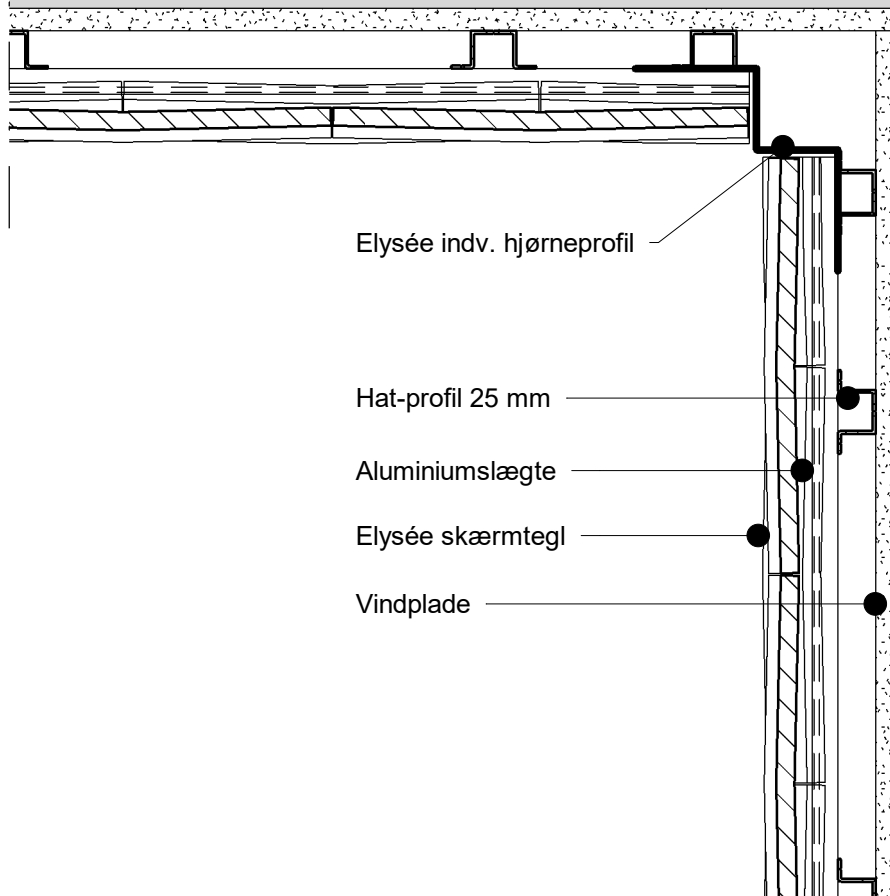 Elysée indv. hjørneprofil
Hat-profil 25 mm
Aluminiumslægte
Elysée skærmtegl
Vindplade